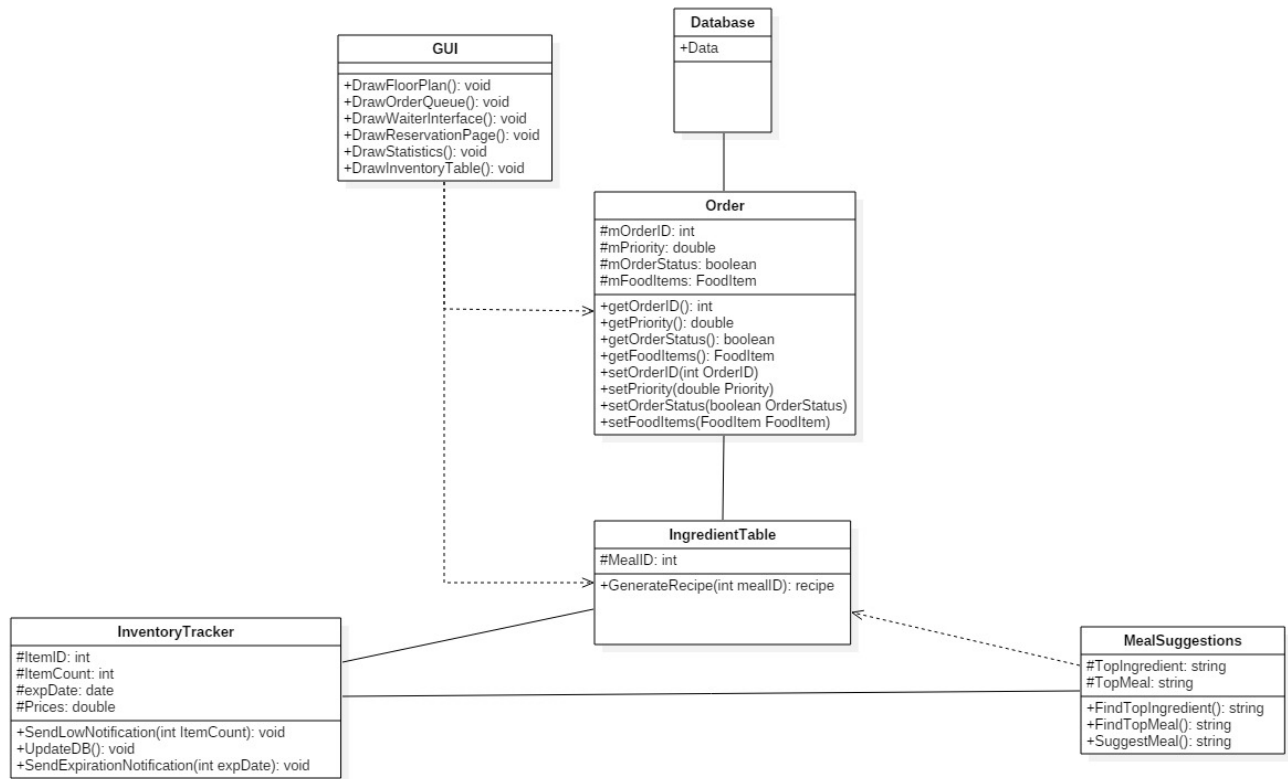 Database
+Data
GUI
+DrawFloorPlan(): void
+DrawOrderQueue(): void
+DrawWaiterInterface(): void
+DrawReservationPage(): void
+DrawStatistics(): void
+DrawInventoryTable(): void
Order
#mOrderID: int
#mPriority: double
#mOrderStatus: boolean
#mFoodItems: FoodItem
+getOrderID(): int
+getPriority(): double
+getOrderStatus(): boolean
+getFoodItems(): FoodItem
+setOrderID(int OrderID)
+setPriority(double Priority)
+setOrderStatus(boolean OrderStatus)
+setFoodItems(FoodItem FoodItem)
IngredientTable
#MealID: int
+GenerateRecipe(int mealID): recipe
InventoryTracker
#ItemID: int
#ItemCount: int
#expDate: date
#Prices: double
+SendLowNotification(int ItemCount): void
+UpdateDB(): void
+SendExpirationNotification(int expDate): void
MealSuggestions
#TopIngredient: string
#TopMeal: string
+FindTopIngredient(): string
+FindTopMeal(): string
+SuggestMeal(): string